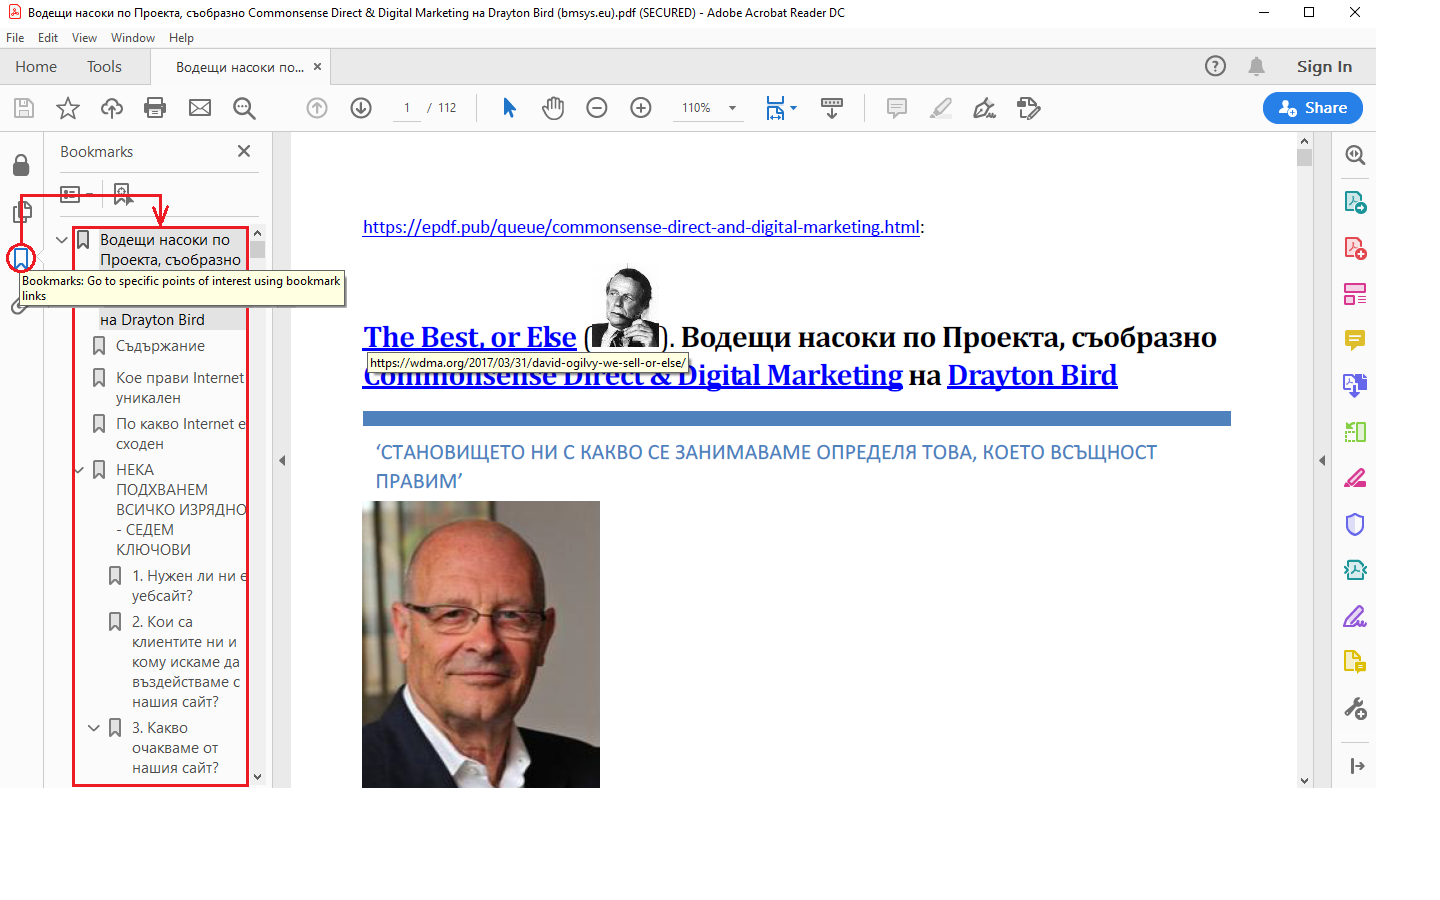 Водещи насоки по Проекта, съобразно Commonsense Direct & Digital Marketing на Drayton Bird (bmsys.eu).pdf (SECURED) - Adobe Acrobat Reader DC
File Edit View Window Help
Home Tools Водещи насоки по... × Sign In
1 / 112 110% Share
Bookmarks
Водещи насоки по
Проекта, съобразно
Bookmarks: Go to specific points of interest using bookmark
links
на Drayton Bird
Съдържание
Кое прави Internet
уникален
По какво Internet е
сходен
НЕКА
ПОДХВАНЕМ
ВСИЧКО ИЗРЯДНО
- СЕДЕМ
КЛЮЧОВИ
1. Нужен ли ни е
уебсайт?
2. Кои са
клиентите ни и
кому искаме да
въздействаме с
нашия сайт?
3. Какво
очакваме от
нашия сайт?
https://epdf.pub/queue/commonsense-direct-and-digital-marketing.html:
The Best, or Else (). Водещи насоки по Проекта, съобразно
https://wdma.org/2017/03/31/david-ogilvy-we-sell-or-else/
Commonsense Direct & Digital Marketing на Drayton Bird
‘СТАНОВИЩЕТО НИ С КАКВО СЕ ЗАНИМАВАМЕ ОПРЕДЕЛЯ ТОВА, КОЕТО ВСЪЩНОСТ
ПРАВИМ’